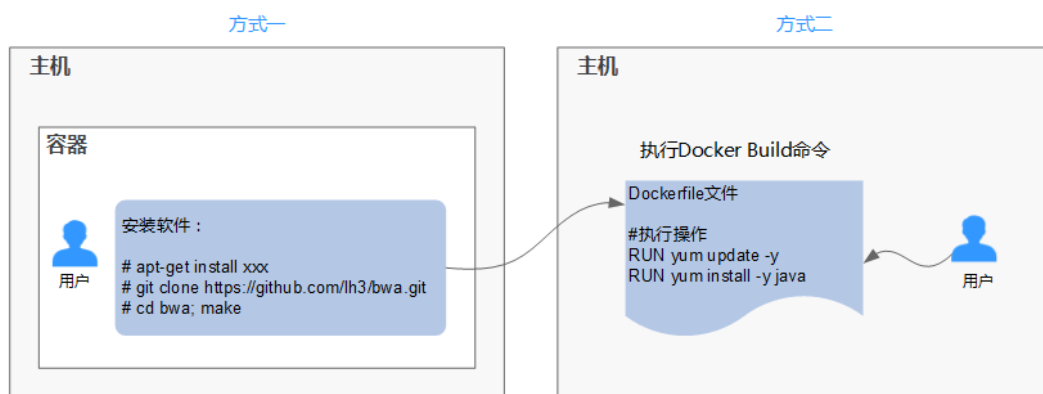 方式一
主机
容器
安装软件：
# apt-get install xxx
# git clone https://github.com/lh3/bwa.git
# cd bwa; make
用户
方式二
主机
执行Docker Build命令
Dockerfile文件
#执行操作
RUN yum update -y
RUN yum install -y java
用户